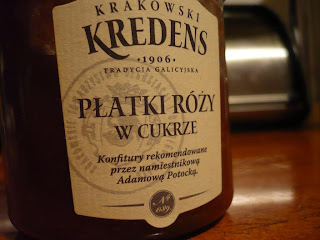 KRAKOWSKI
KREDENS
·1906·
TRADYCJA GALICYJSKA
PŁATKI RÓŻY
W CUKRZE
Konfitury rekomendowane
przez namiestnikową
Adamową Potocką.